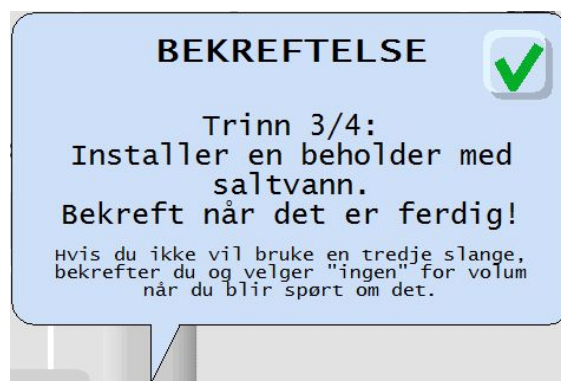 BEKREFTELSE
Trinn 3/4:
Installer en beholder med
saltvann.
Bekreft når det er ferdig!
Hvis du ikke vil bruke en tredje slange,
bekrefter du og velger "ingen" for volum
når du blir spørt om det.